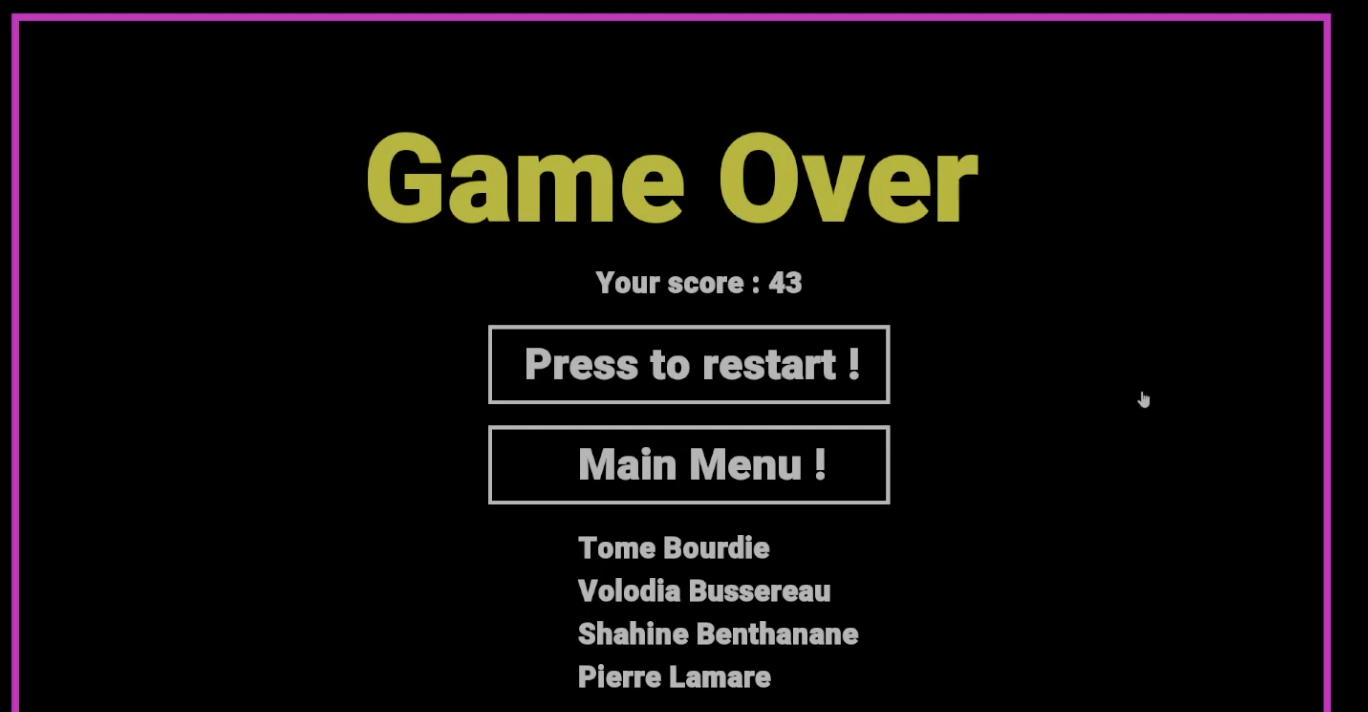 Game Over
Your score : 43
Press to restart !
Main Menu !
Tome Bourdie
Volodia Bussereau
Shahine Benthanane
Pierre Lamare